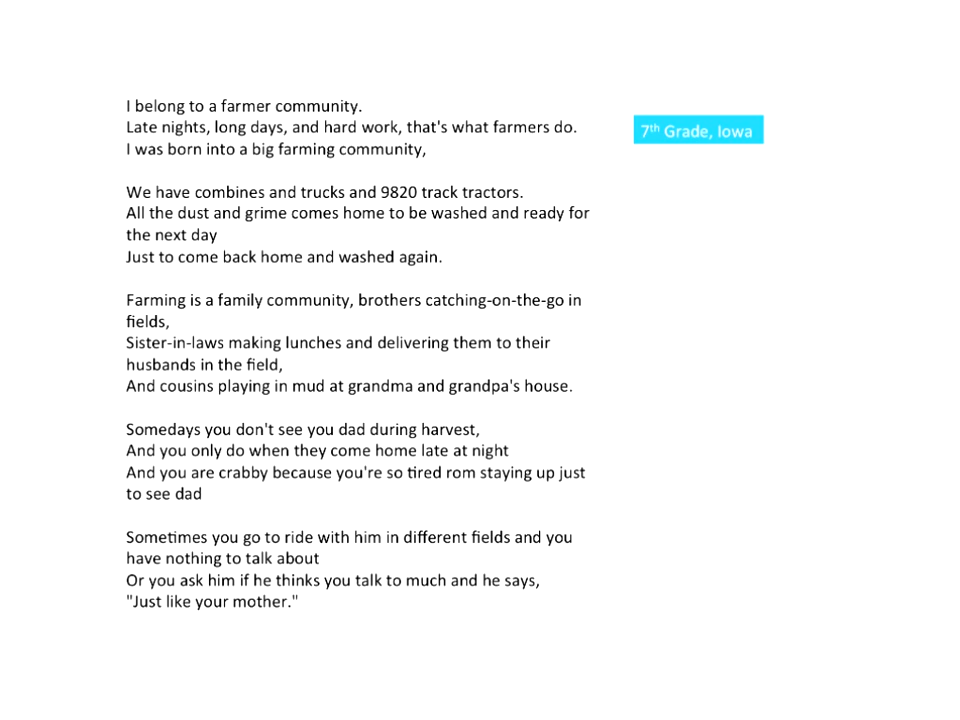 I belong to a farmer community.
Late nights, long days, and hard work, that's what farmers do.
I was born into a big farming community,
7th Grade, Iowa
We have combines and trucks and 9820 track tractors.
All the dust and grime comes home to be washed and ready for
the next day
Just to come back home and washed again.
Farming is a family community, brothers catching-on-the-go in
fields,
Sister-in-laws making lunches and delivering them to their
husbands in the field,
And cousins playing in mud at grandma and grandpa's house.
Somedays you don't see you dad during harvest,
And you only do when they come home late at night
And you are crabby because you're so tired rom staying up just
to see dad
Sometimes you go to ride with him in different fields and you
have nothing to talk about
Or you ask him if he thinks you talk to much and he says,
"Just like your mother."